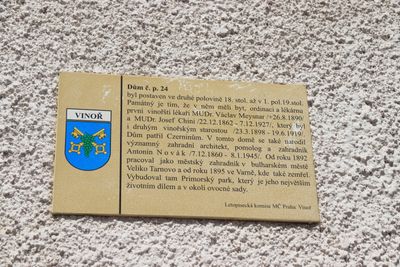 VINOŘ
Dům č. p. 24
byl postaven ve druhé polovině 18. stol. až v 1. pol.19.stol.
Památný je tím, že v něm měli byt, ordinaci a lékárnu
první vinořští lékaři MUDr. Václav Meysnar /+26.8.1890/
a MUDr. Josef Chini /22.12.1862 - 7.12.1927/, který byl
i druhým vinořským starostou /23.3.1898 - 19.6.1919/.
Dům patřil Czerninům. V tomto domě se také narodil
významný zahradní architekt, pomolog a zahradník
Antonín Novák /7.12.1860 - 8.1.1945/. Od roku 1892
pracoval jako městský zahradník v bulharském městě
Veliko Tarnovo a od roku 1895 ve Varně, kde také zemřel.
Vybudoval tam Primorský park, který je jeho největším
životním dílem a v okolí ovocné sady.
Letopisecká komise MČ Prahy Vinoř